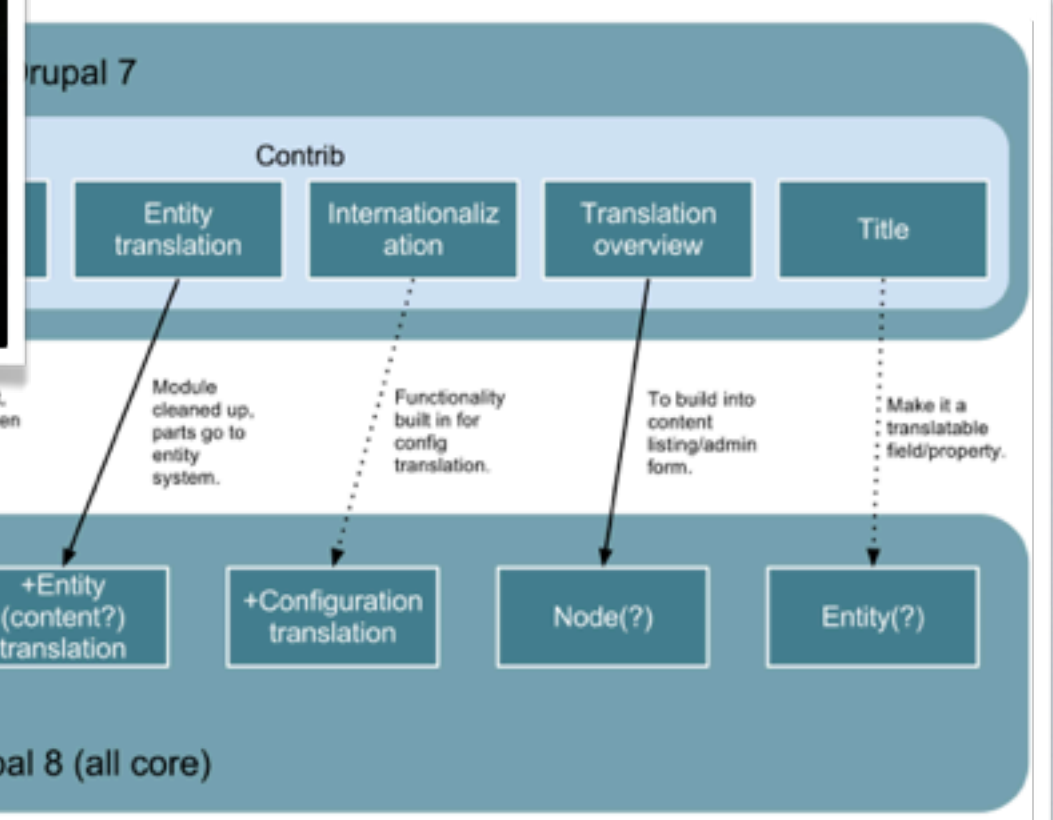 rupal 7
Contrib
Entity
translation
Internationaliz
ation
Translation
overview
Title
Module
cleaned up,
parts go to
entity
system.
Functionality
built in for
config
translation.
To build into
content
listing/admin
form.
Make it a
translatable
field/property.
en
+Entity
(content?)
translation
+Configuration
translation
Node(?)
Entity(?)
pal 8 (all core)